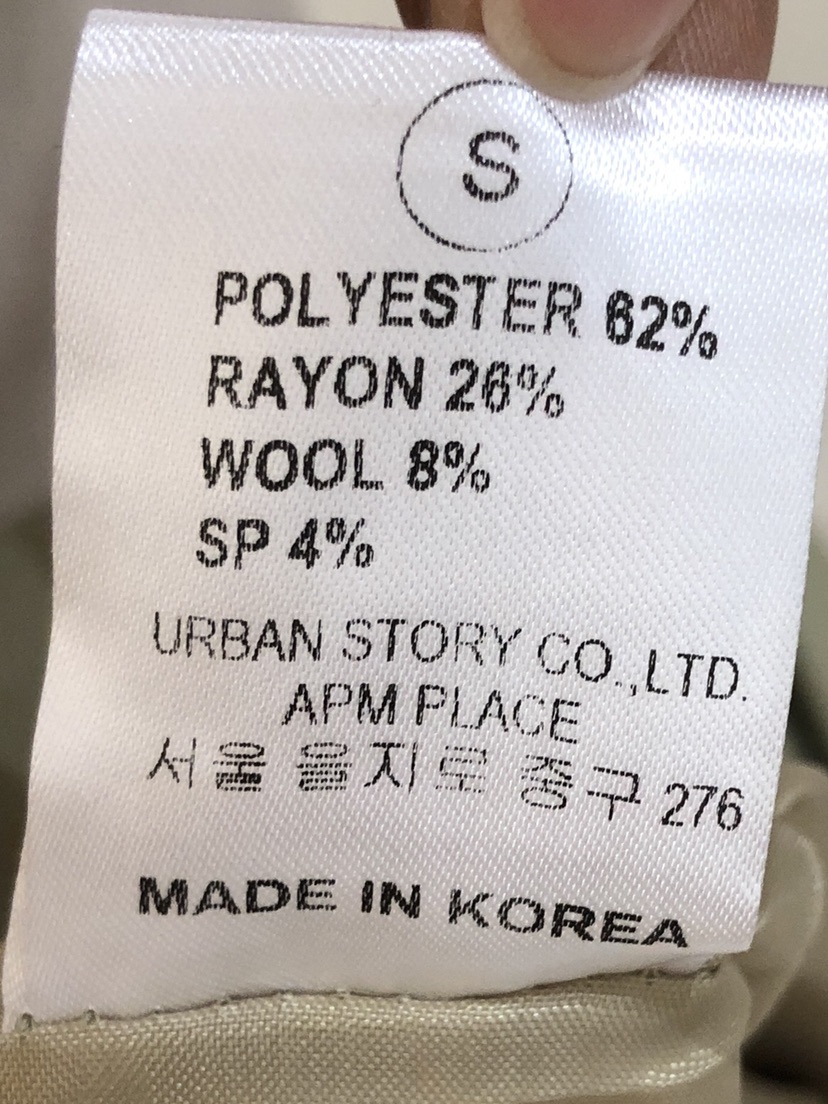 S
POLYESTER 62%
RAYON 26%
WOOL 8%
SP 4%
URBAN STORY CO.,LTD.
APM PLACE
서울 을지로 중구 276
MADE IN KOREA